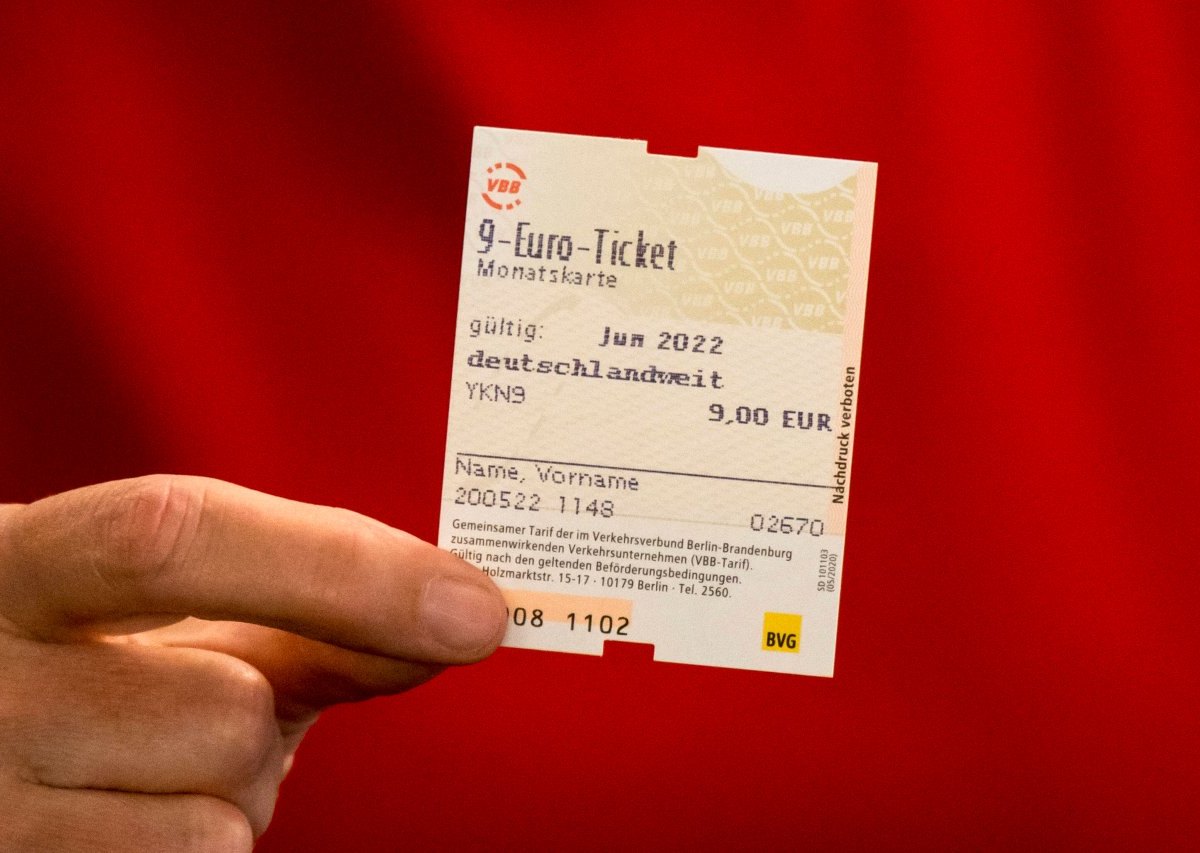 VBB
9-Euro-Ticket
Monatskarte
gültig: Jun 2022
deutschlandweit
YKN9
9,00 EUR
Name, Vorname
200522 1148 02670
Gemeinsamer Tarif der im Verkehrsverbund Berlin-Brandenburg
zusammenwirkenden Verkehrsunternehmen (VBB-Tarif).
Gültig nach den geltenden Beförderungsbedingungen.
Holzmarktstr. 15-17 · 10179 Berlin · Tel. 2560.
08 1102
BVG
Nachdruck verboten
SD 101103
(05/2020)